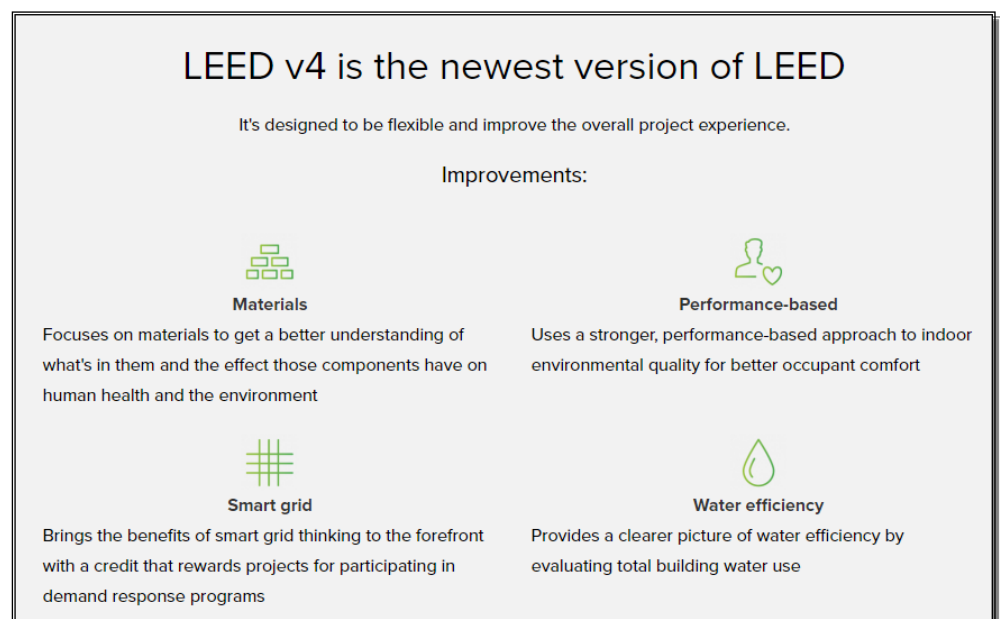 LEED v4 is the newest version of LEED
It's designed to be flexible and improve the overall project experience.
Improvements:
Materials
Focuses on materials to get a better understanding of
what's in them and the effect those components have on
human health and the environment
Performance-based
Uses a stronger, performance-based approach to indoor
environmental quality for better occupant comfort
Smart grid
Brings the benefits of smart grid thinking to the forefront
with a credit that rewards projects for participating in
demand response programs
Water efficiency
Provides a clearer picture of water efficiency by
evaluating total building water use